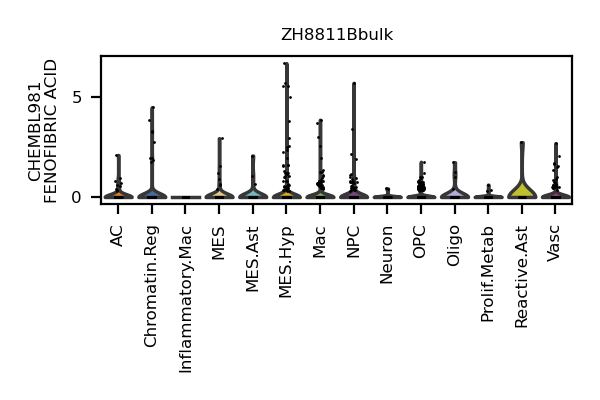 ZH8811Bbulk
CHEMBL981
FENOFIBRIC ACID
5
0
AC
Chromatin.Reg
Inflammatory.Mac
MES
MES.Ast
MES.Hyp
Mac
NPC
Neuron
OPC
Oligo
Prolif.Metab
Reactive.Ast
Vasc